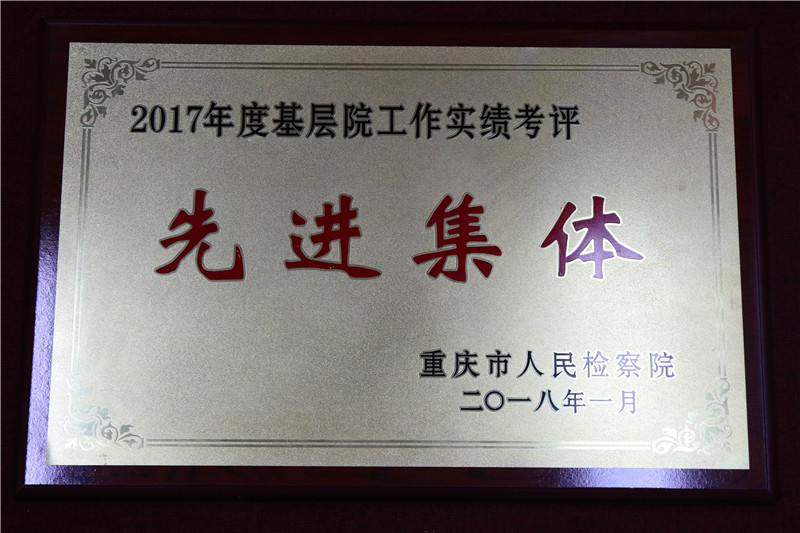 2017年度基层院工作实绩考评
先进集体
重庆市人民检察院
二〇一八年一月